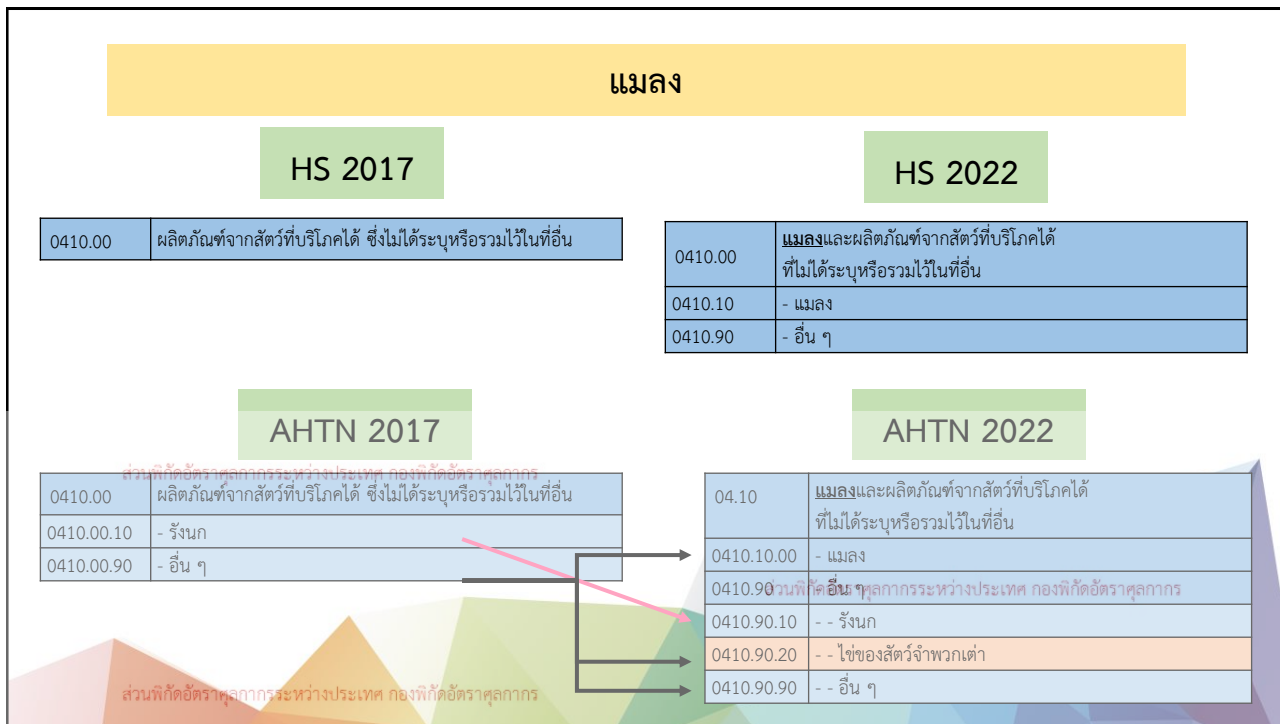 แมลง
HS 2017
HS 2022
0410.00 ผลิตภัณฑ์จากสัตว์ที่บริโภคได้ ซึ่งไม่ได้ระบุหรือรวมไว้ในที่อื่น
0410.00 แมลงและผลิตภัณฑ์จากสัตว์ที่บริโภคได้
ที่ไม่ได้ระบุหรือรวมไว้ในที่อื่น
0410.10 - แมลง
0410.90 - อื่น ๆ
AHTN 2017
AHTN 2022
ส่วนพิกัดอัตราศุลกากรระหว่างประเทศ กองพิกัดอัตราศุลกากร
0410.00 ผลิตภัณฑ์จากสัตว์ที่บริโภคได้ ซึ่งไม่ได้ระบุหรือรวมไว้ในที่อื่น
0410.00.10 - รังนก
0410.00.90 - อื่น ๆ
04.10 แมลงและผลิตภัณฑ์จากสัตว์ที่บริโภคได้
ที่ไม่ได้ระบุหรือรวมไว้ในที่อื่น
0410.10.00 - แมลง
0410.90 - อื่น ๆ
ส่วนพิกัดอัตราศุลกากรระหว่างประเทศ กองพิกัดอัตราศุลกากร
0410.90.10 - - รังนก
0410.90.20 - - ไข่ของสัตว์จำพวกเต่า
0410.90.90 - - อื่น ๆ
ส่วนพิกัดอัตราศุลกากรระหว่างประเทศ กองพิกัดอัตราศุลกากร